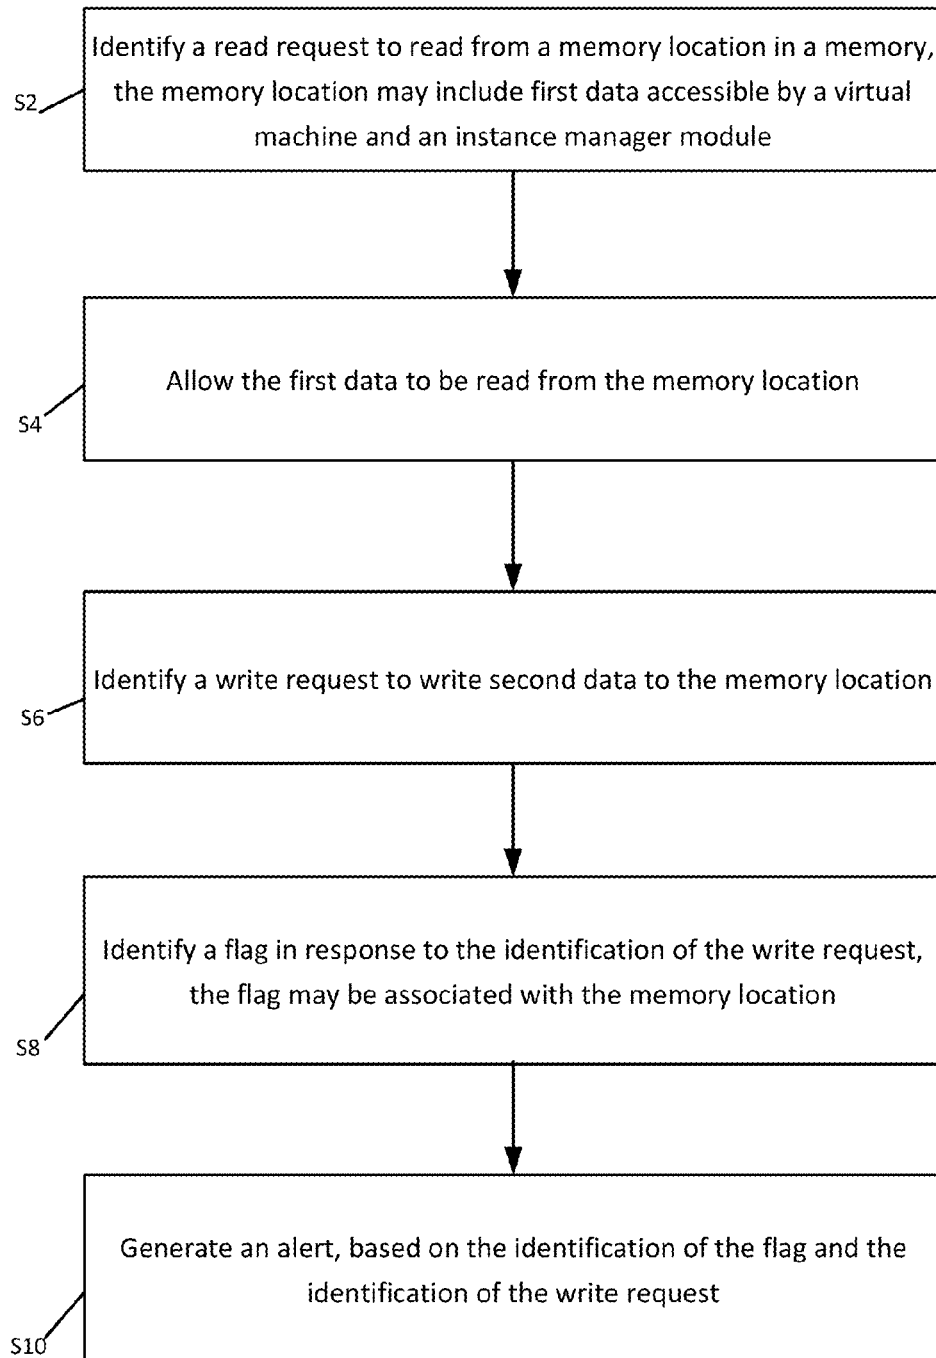 Identify a read request to read from a memory location in a memory,
the memory location may include first data accessible by a virtual
machine and an instance manager module
S2
Allow the first data to be read from the memory location
S4
Identify a write request to write second data to the memory location
S6
Identify a flag in response to the identification of the write request,
the flag may be associated with the memory location
S8
Generate an alert, based on the identification of the flag and the
identification of the write request
S10